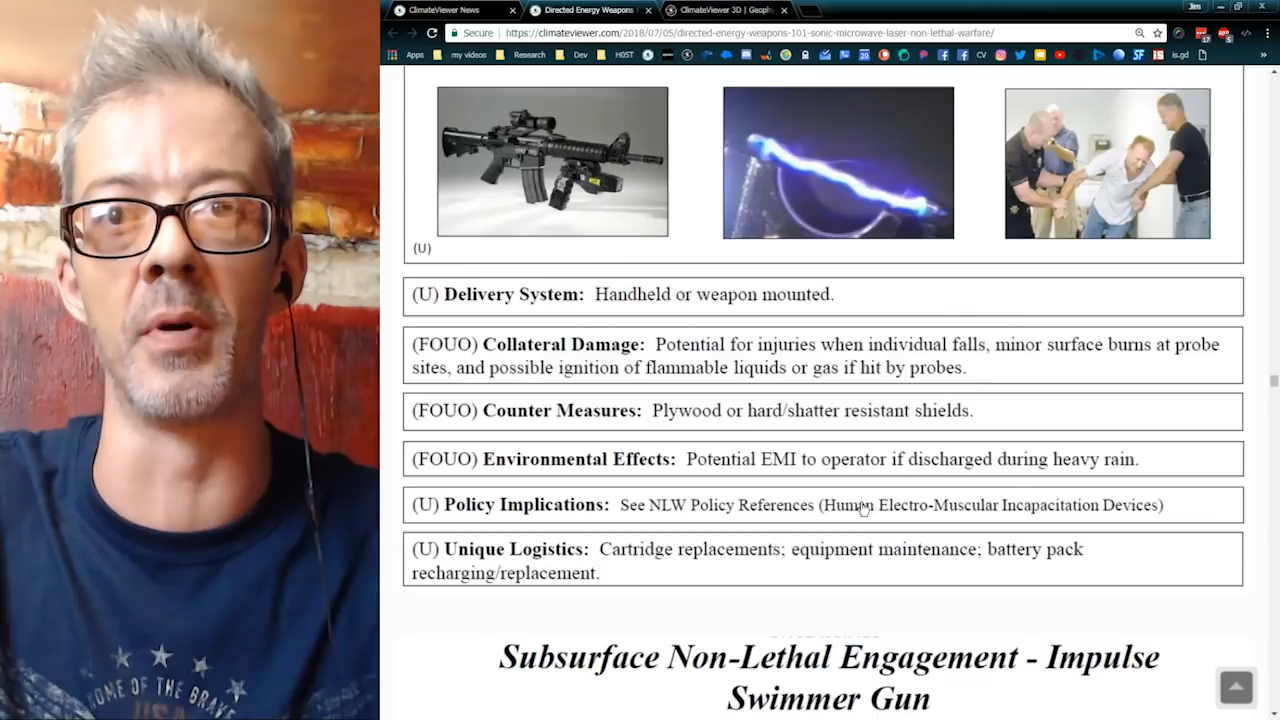 ClimateViewer News
Directed Energy Weapons
ClimateViewer 3D | Geoph
Jim
Secure
https://climateviewer.com/2018/07/05/directed-energy-weapons-101-sonic-microwave-laser-non-lethal-warfare/
Apps my videos Research Dev H0ST CV is.gd
(U)
(U) Delivery System: Handheld or weapon mounted.
(FOUO) Collateral Damage: Potential for injuries when individual falls, minor surface burns at probe
sites, and possible ignition of flammable liquids or gas if hit by probes.
(FOUO) Counter Measures: Plywood or hard/shatter resistant shields.
(FOUO) Environmental Effects: Potential EMI to operator if discharged during heavy rain.
(U) Policy Implications: See NLW Policy References (Human Electro-Muscular Incapacitation Devices)
(U) Unique Logistics: Cartridge replacements; equipment maintenance; battery pack
recharging/replacement.
Subsurface Non-Lethal Engagement - Impulse
Swimmer Gun
HOME OF THE BRAVE
USA